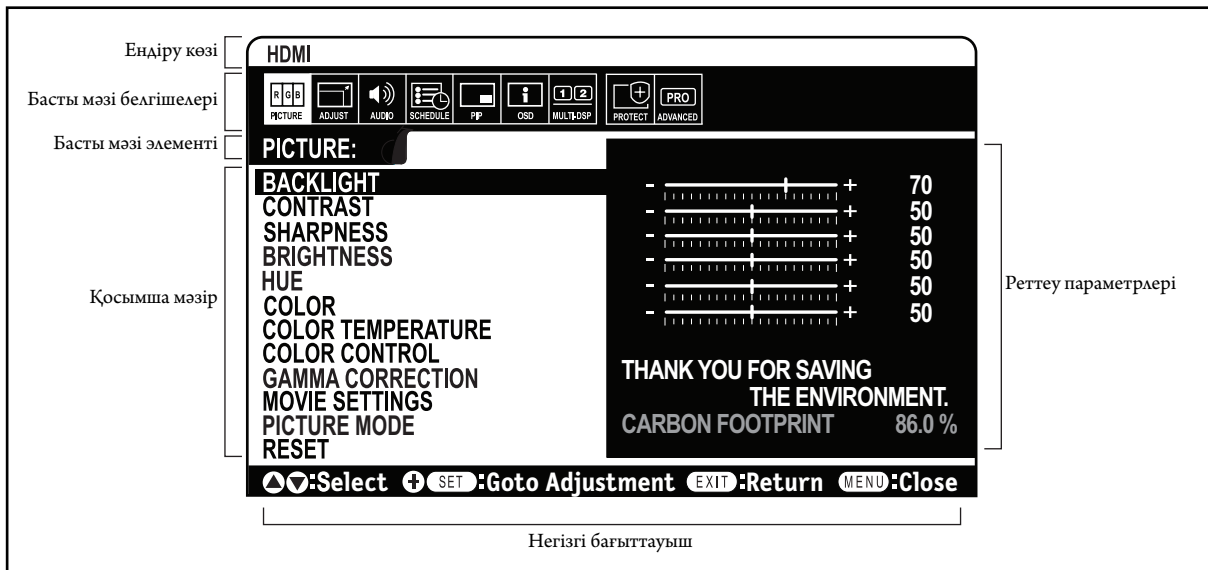 Ендіру көзі
HDMI
Басты мәзі белгішелері
R G B
PICTURE
ADJUST
AUDIO
SCHEDULE
PIP
OSD
1 2
MULTI-DSP
PROTECT
PRO
ADVANCED
Басты мәзі элементі
PICTURE:
Қосымша мәзір
BACKLIGHT - + 70
CONTRAST - + 50
SHARPNESS - + 50
BRIGHTNESS - + 50
HUE - + 50
COLOR - + 50
COLOR TEMPERATURE
COLOR CONTROL
GAMMA CORRECTION
MOVIE SETTINGS
PICTURE MODE
RESET
THANK YOU FOR SAVING
THE ENVIRONMENT.
CARBON FOOTPRINT 86.0 %
Реттеу параметрлері
:Select SET:Goto Adjustment EXIT:Return MENU:Close
Негізгі бағыттауыш